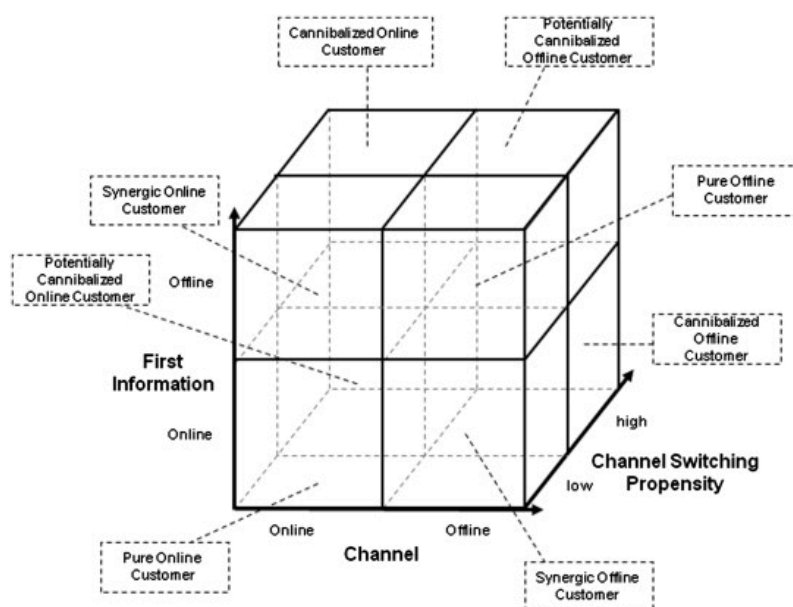 Cannibalized Online
Customer
Potentially
Cannibalized
Offline Customer
Synergic Online
Customer
Pure Offline
Customer
Potentially
Cannibalized
Online Customer
Offline
Cannibalized
Offline
Customer
First
Information
Online
high
low
Channel Switching
Propensity
Online
Offline
Channel
Pure Online
Customer
Synergic Offline
Customer